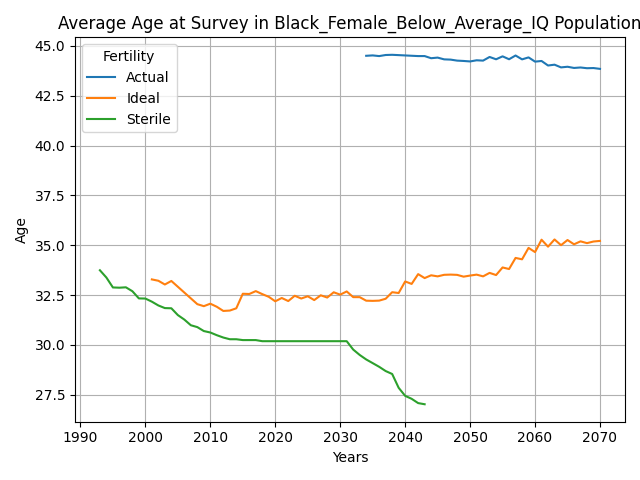 Average Age at Survey in Black_Female_Below_Average_IQ Population
Fertility
Actual
Ideal
Sterile
45.0
42.5
40.0
37.5
35.0
32.5
30.0
27.5
Age
1990 2000 2010 2020 2030 2040 2050 2060 2070
Years